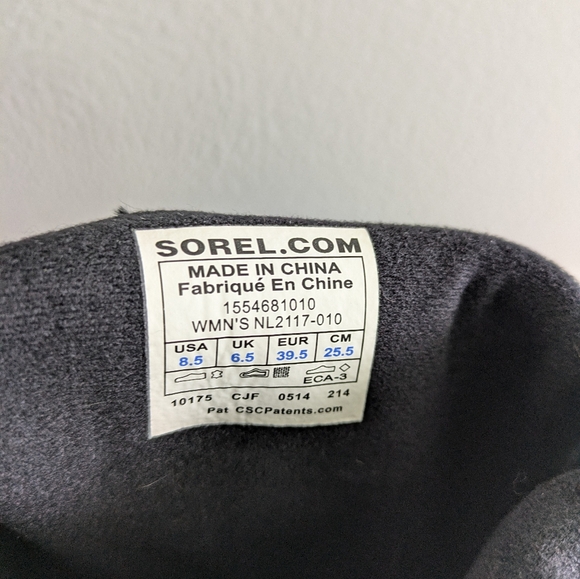 SOREL.COM
MADE IN CHINA
Fabriqué En Chine
1554681010
WMN'S NL2117-010
USA UK EUR CM
8.5 6.5 39.5 25.5
ECA-3
10175 CJF 0514 214
Pat CSCPatents.com